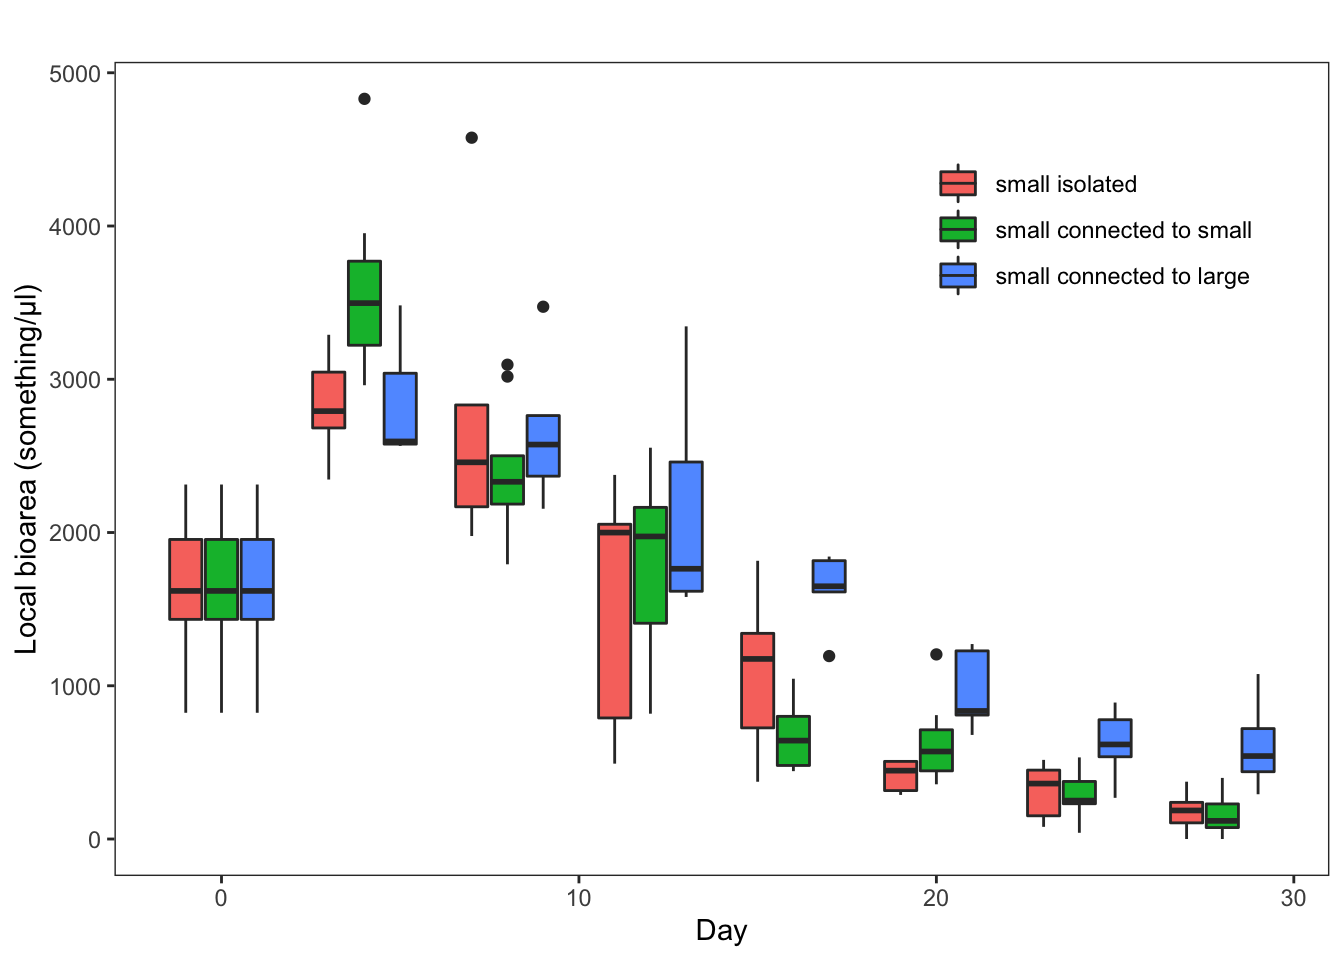 5000
4000
3000
2000
1000
0
Local bioarea (something/μl)
small isolated
small connected to small
small connected to large
0
10
20
30
Day